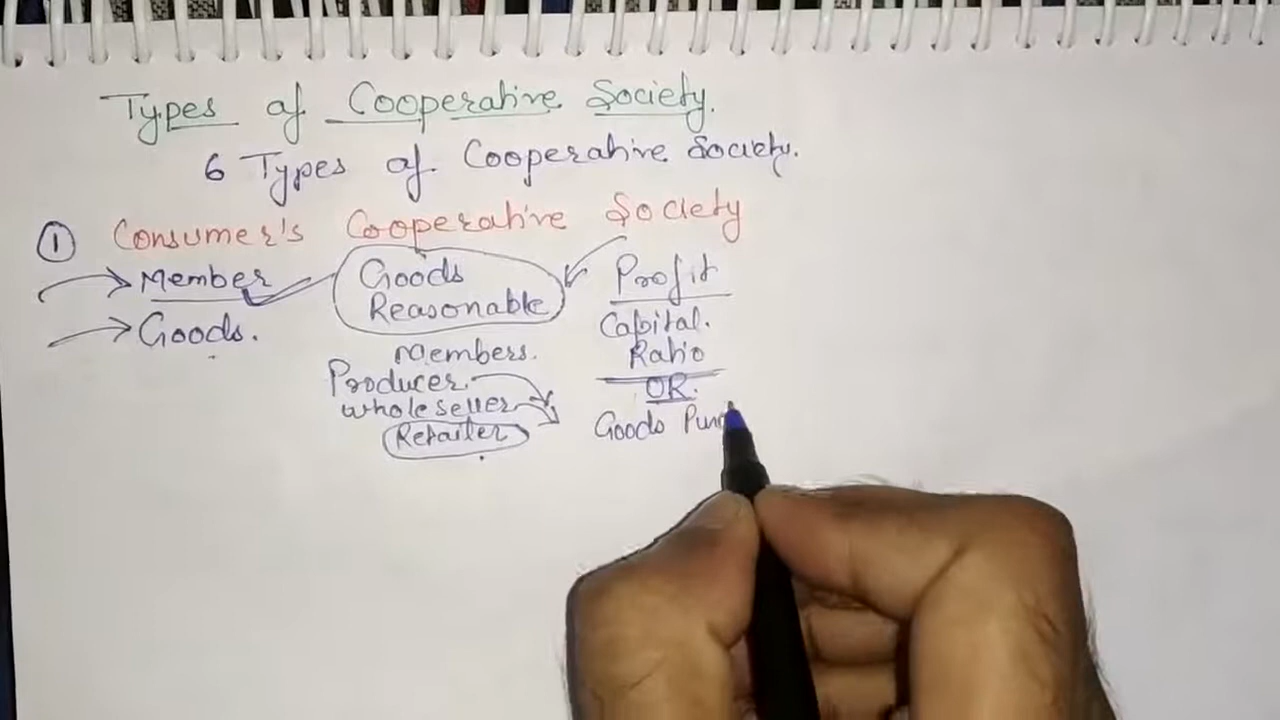 Types of Cooperative Society.
6 Types of Cooperative Society.
① Consumer's Cooperative Society
Member
Goods.
Goods
Reasonable
Members.
Producer
Wholeseller
Retailer
Profit
Capital.
Ratio
OR.
Goods Pur